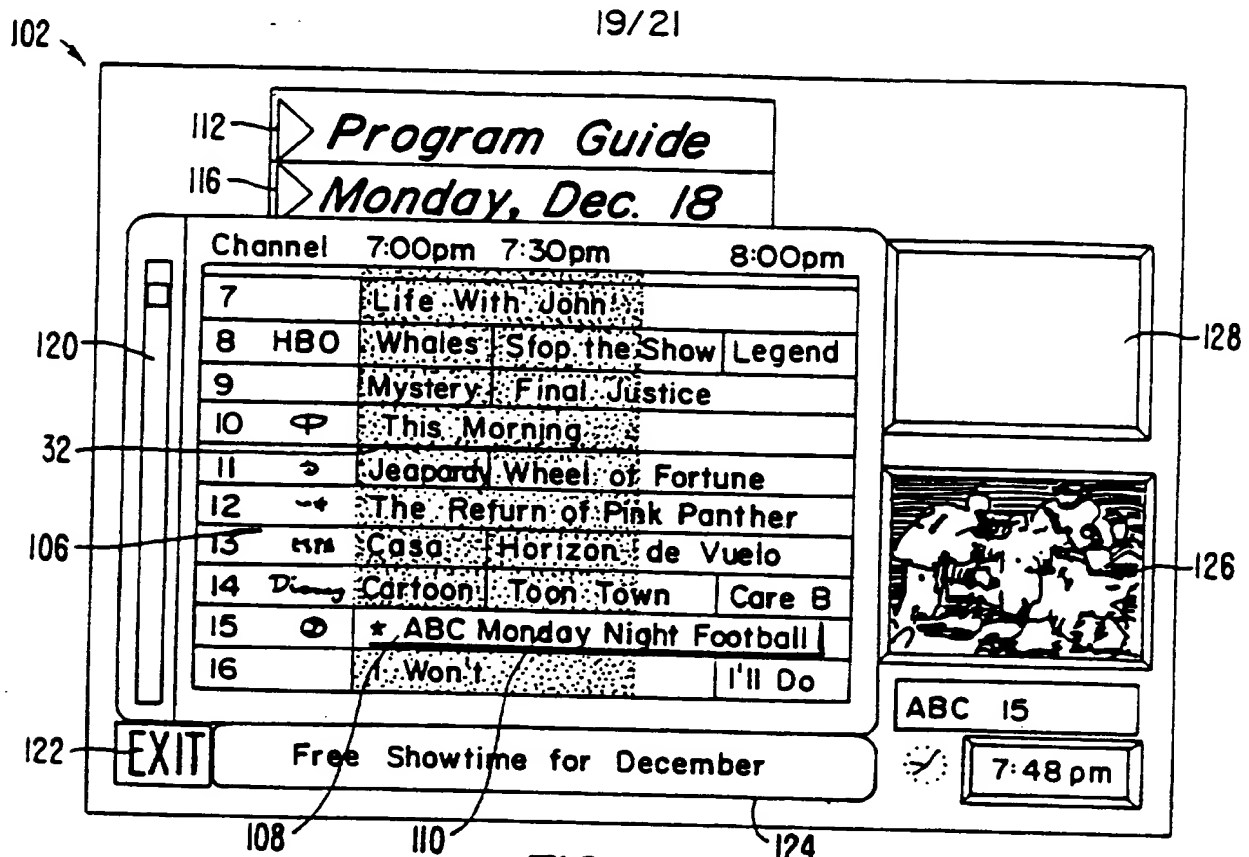 19/21
102
112 Program Guide
116 Monday, Dec. 18
Channel 7:00pm 7:30pm 8:00pm
7 Life With John
8 HBO Whales Stop the Show Legend
9 Mystery Final Justice
10 This Morning
11 Jeapardy Wheel of Fortune
12 The Return of Pink Panther
13 Casa Horizon de Vuelo
14 Disney Cartoon Toon Town Care B
15 * ABC Monday Night Football
16 I Won't I'll Do
120
32
106
128
126
ABC 15
7:48pm
122 EXIT Free Showtime for December
108 110 124